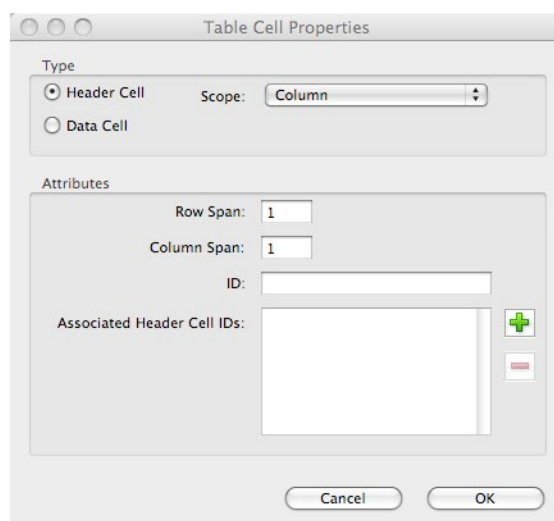 Table Cell Properties
Type
Header Cell
Scope:
Column
Data Cell
Attributes
Row Span:
1
Column Span:
1
ID:
Associated Header Cell IDs:
Cancel
OK